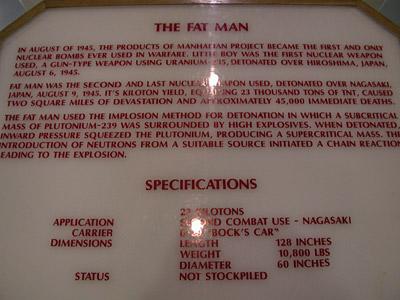 THE FAT MAN
IN AUGUST OF 1945, THE PRODUCTS OF MANHATTAN PROJECT BECAME THE FIRST AND ONLY
NUCLEAR BOMBS EVER USED IN WARFARE. LITTLE BOY WAS THE FIRST NUCLEAR WEAPON
USED, A GUN-TYPE WEAPON USING URANIUM-235, DETONATED OVER HIROSHIMA, JAPAN,
AUGUST 6, 1945.
FAT MAN WAS THE SECOND AND LAST NUCLEAR WEAPON USED, DETONATED OVER NAGASAKI,
JAPAN, AUGUST 9, 1945. IT'S KILOTON YIELD, EQUALING 23 THOUSAND TONS OF TNT, CAUSED
TWO SQUARE MILES OF DEVASTATION AND APROXIMATELY 45,000 IMMEDIATE DEATHS.
THE FAT MAN USED THE IMPLOSION METHOD FOR DETONATION IN WHICH A SUBCRITICAL
MASS OF PLUTONIUM-239 WAS SURROUNDED BY HIGH EXPLOSIVES. WHEN DETONATED,
INWARD PRESSURE SQUEEZED THE PLUTONIUM, PRODUCING A SUPERCRITICAL MASS. THE
INTRODUCTION OF NEUTRONS FROM A SUITABLE SOURCE INITIATED A CHAIN REACTION
LEADING TO THE EXPLOSION.
SPECIFICATIONS
23 KILOTONS
APPLICATION SECOND COMBAT USE - NAGASAKI
CARRIER "BOCK'S CAR"
DIMENSIONS LENGTH 128 INCHES
WEIGHT 10,800 LBS
DIAMETER 60 INCHES
STATUS NOT STOCKPILED